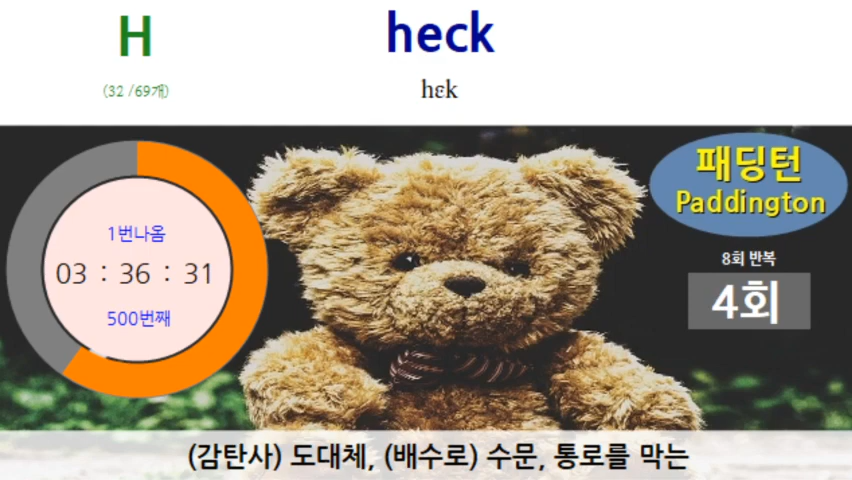 H
(32 /69개)
heck
hɛk
1번나옴
03 : 36 : 31
500번째
패딩턴
Paddington
8회 반복
4회
(감탄사) 도대체, (배수로) 수문, 통로를 막는